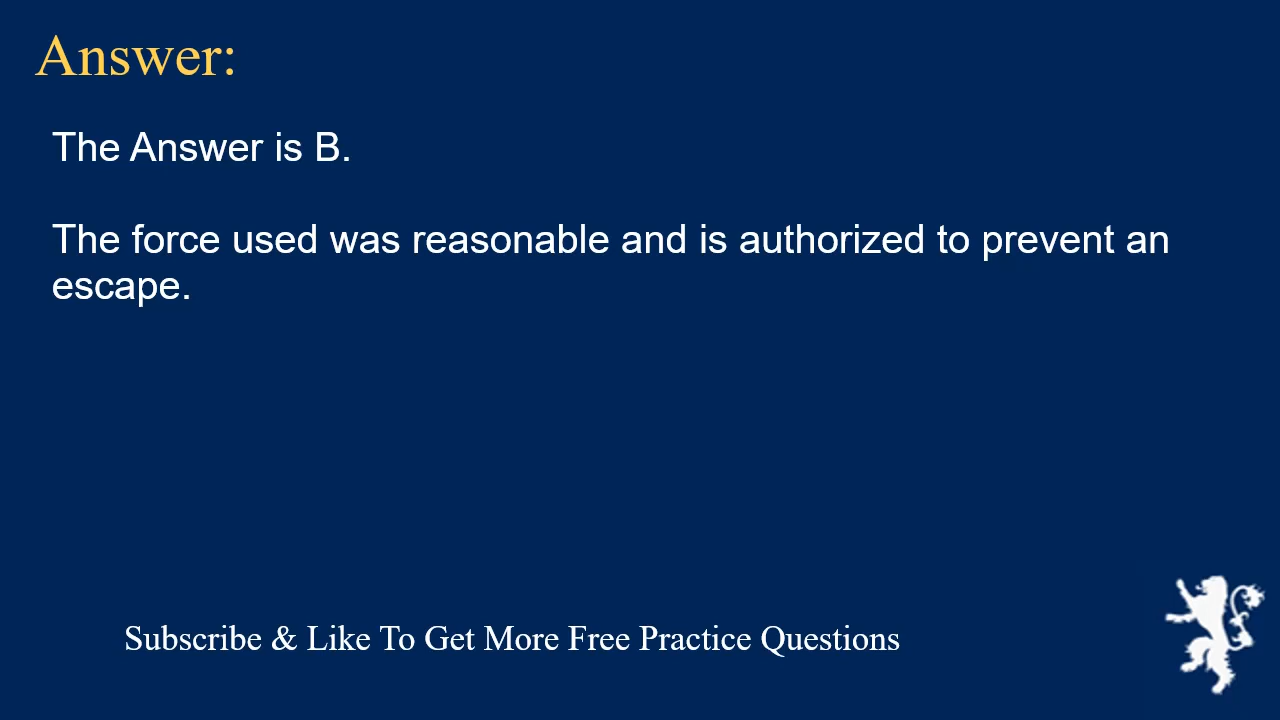 Answer:
The Answer is B.
The force used was reasonable and is authorized to prevent an
escape.
Subscribe & Like To Get More Free Practice Questions